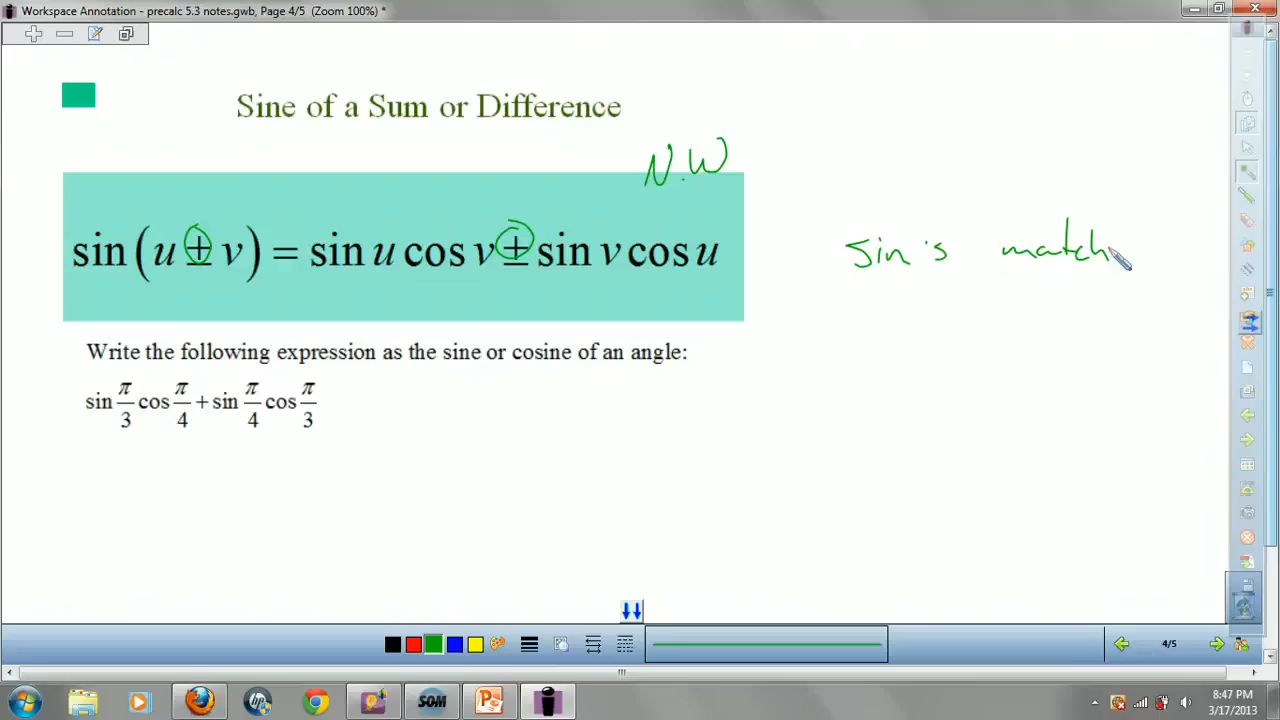 Workspace Annotation - precalc 5.3 notes.gwb, Page 4/5 (Zoom 100%) *
Sine of a Sum or Difference
N.W
sin(u ± v) = sin u cos v ± sin v cos u
sin's match
Write the following expression as the sine or cosine of an angle:
sin π/3 cos π/4 + sin π/4 cos π/3
4/5
SOM
8:47 PM
3/17/2013